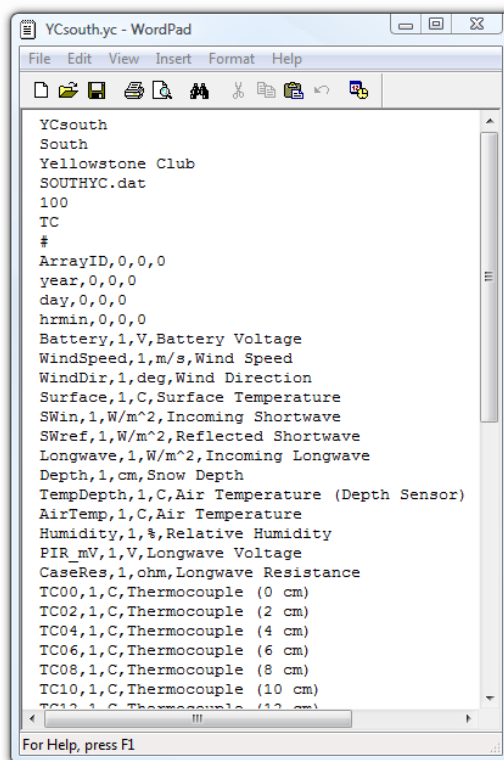 YCsouth.yc - WordPad
File Edit View Insert Format Help
YCsouth
South
Yellowstone Club
SOUTHYC.dat
100
TC
#
ArrayID,0,0,0
year,0,0,0
day,0,0,0
hrmin,0,0,0
Battery,1,V,Battery Voltage
WindSpeed,1,m/s,Wind Speed
WindDir,1,deg,Wind Direction
Surface,1,C,Surface Temperature
SWin,1,W/m^2,Incoming Shortwave
SWref,1,W/m^2,Reflected Shortwave
Longwave,1,W/m^2,Incoming Longwave
Depth,1,cm,Snow Depth
TempDepth,1,C,Air Temperature (Depth Sensor)
AirTemp,1,C,Air Temperature
Humidity,1,%,Relative Humidity
PIR_mV,1,V,Longwave Voltage
CaseRes,1,ohm,Longwave Resistance
TC00,1,C,Thermocouple (0 cm)
TC02,1,C,Thermocouple (2 cm)
TC04,1,C,Thermocouple (4 cm)
TC06,1,C,Thermocouple (6 cm)
TC08,1,C,Thermocouple (8 cm)
TC10,1,C,Thermocouple (10 cm)
TC12,1,C,Thermocouple (12 cm)
For Help, press F1